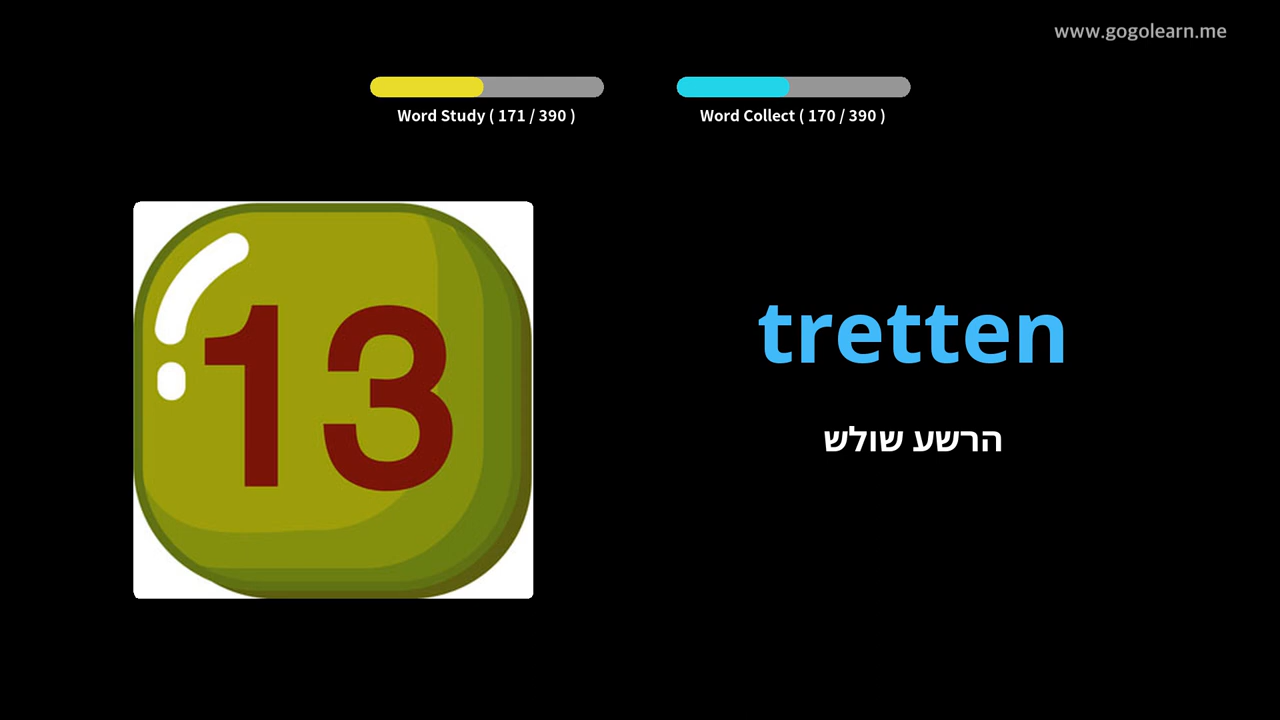 www.gogolearn.me
Word Study ( 171 / 390 )
Word Collect ( 170 / 390 )
13
tretten
הרשע שולש